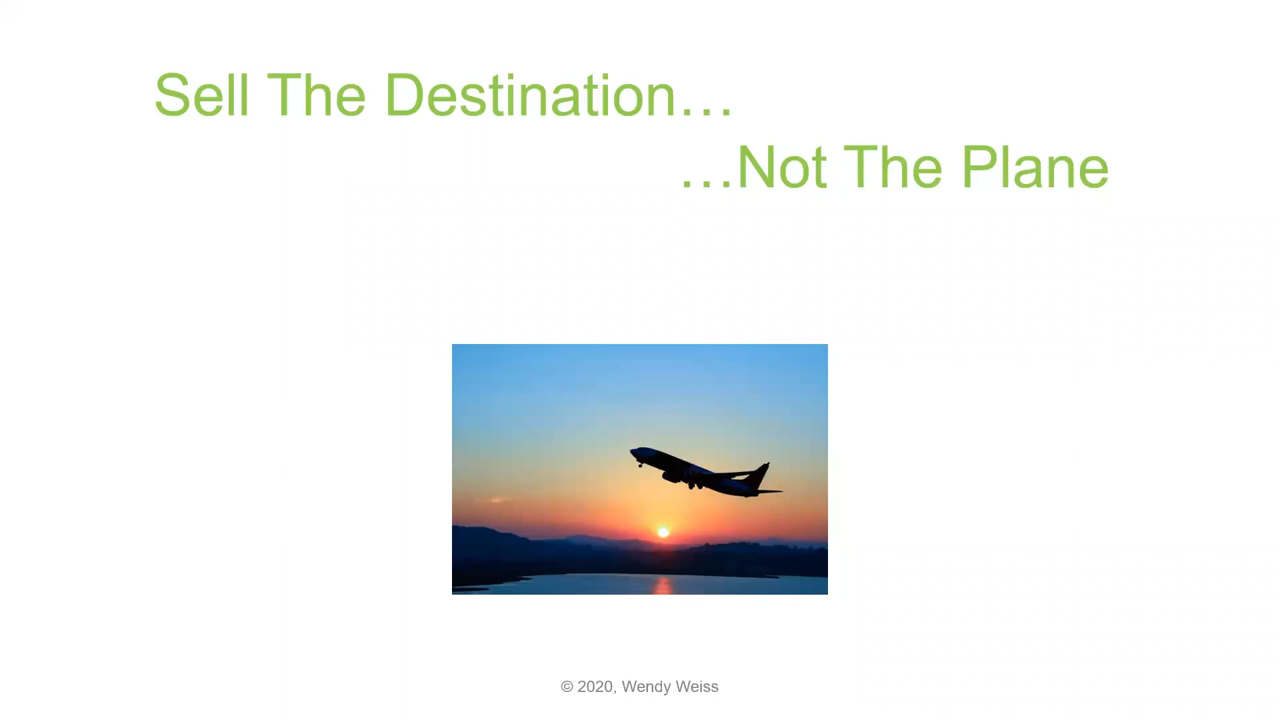 Sell The Destination…
…Not The Plane
© 2020, Wendy Weiss